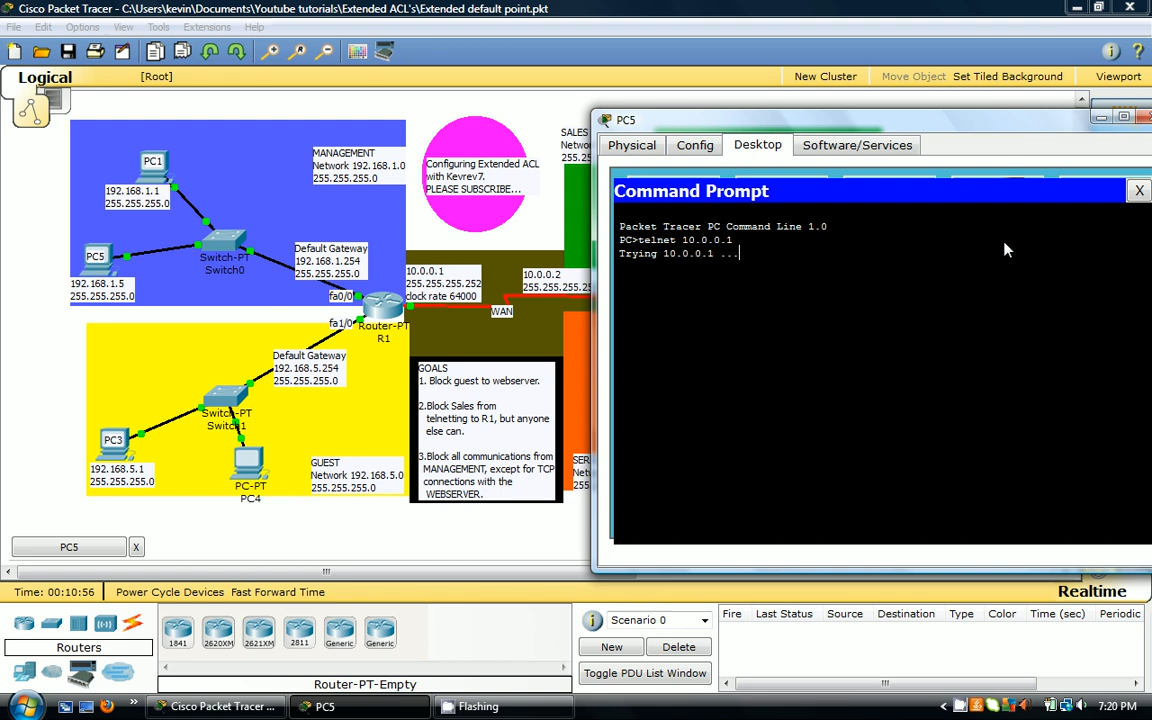 Cisco Packet Tracer - C:\Users\kevin\Documents\Youtube tutorials\Extended ACL's\Extended default point.pkt
File Edit Options View Tools Extensions Help
Logical
[Root]
New Cluster
Move Object
Set Tiled Background
Viewport
PC1
192.168.1.1
255.255.255.0
MANAGEMENT
Network 192.168.1.0
255.255.255.0
Configuring Extended ACL
with Kevrev7.
PLEASE SUBSCRIBE...
SALES
255.255.
PC5
192.168.1.5
255.255.255.0
Switch-PT
Switch0
Default Gateway
192.168.1.254
255.255.255.0
fa0/0
10.0.0.1
255.255.255.252
clock rate 64000
10.0.0.2
255.255.255.25
WAN
Router-PT
R1
fa1/0
Default Gateway
192.168.5.254
255.255.255.0
Switch-PT
Switch1
PC3
192.168.5.1
255.255.255.0
PC-PT
PC4
GUEST
Network 192.168.5.0
255.255.255.0
GOALS
1. Block guest to webserver.
2.Block Sales from
telnetting to R1, but anyone
else can.
3.Block all communications from
MANAGEMENT, except for TCP
connections with the
WEBSERVER.
PC5
Physical
Config
Desktop
Software/Services
Command Prompt
X
Packet Tracer PC Command Line 1.0
PC>telnet 10.0.0.1
Trying 10.0.0.1 ...
PC5
X
Time: 00:10:56
Power Cycle Devices
Fast Forward Time
Realtime
Routers
1841
2620XM
2621XM
2811
Generic
Generic
Router-PT-Empty
Scenario 0
New
Delete
Toggle PDU List Window
Fire
Last Status
Source
Destination
Type
Color
Time (sec)
Periodic
Cisco Packet Tracer ...
PC5
Flashing
7:20 PM